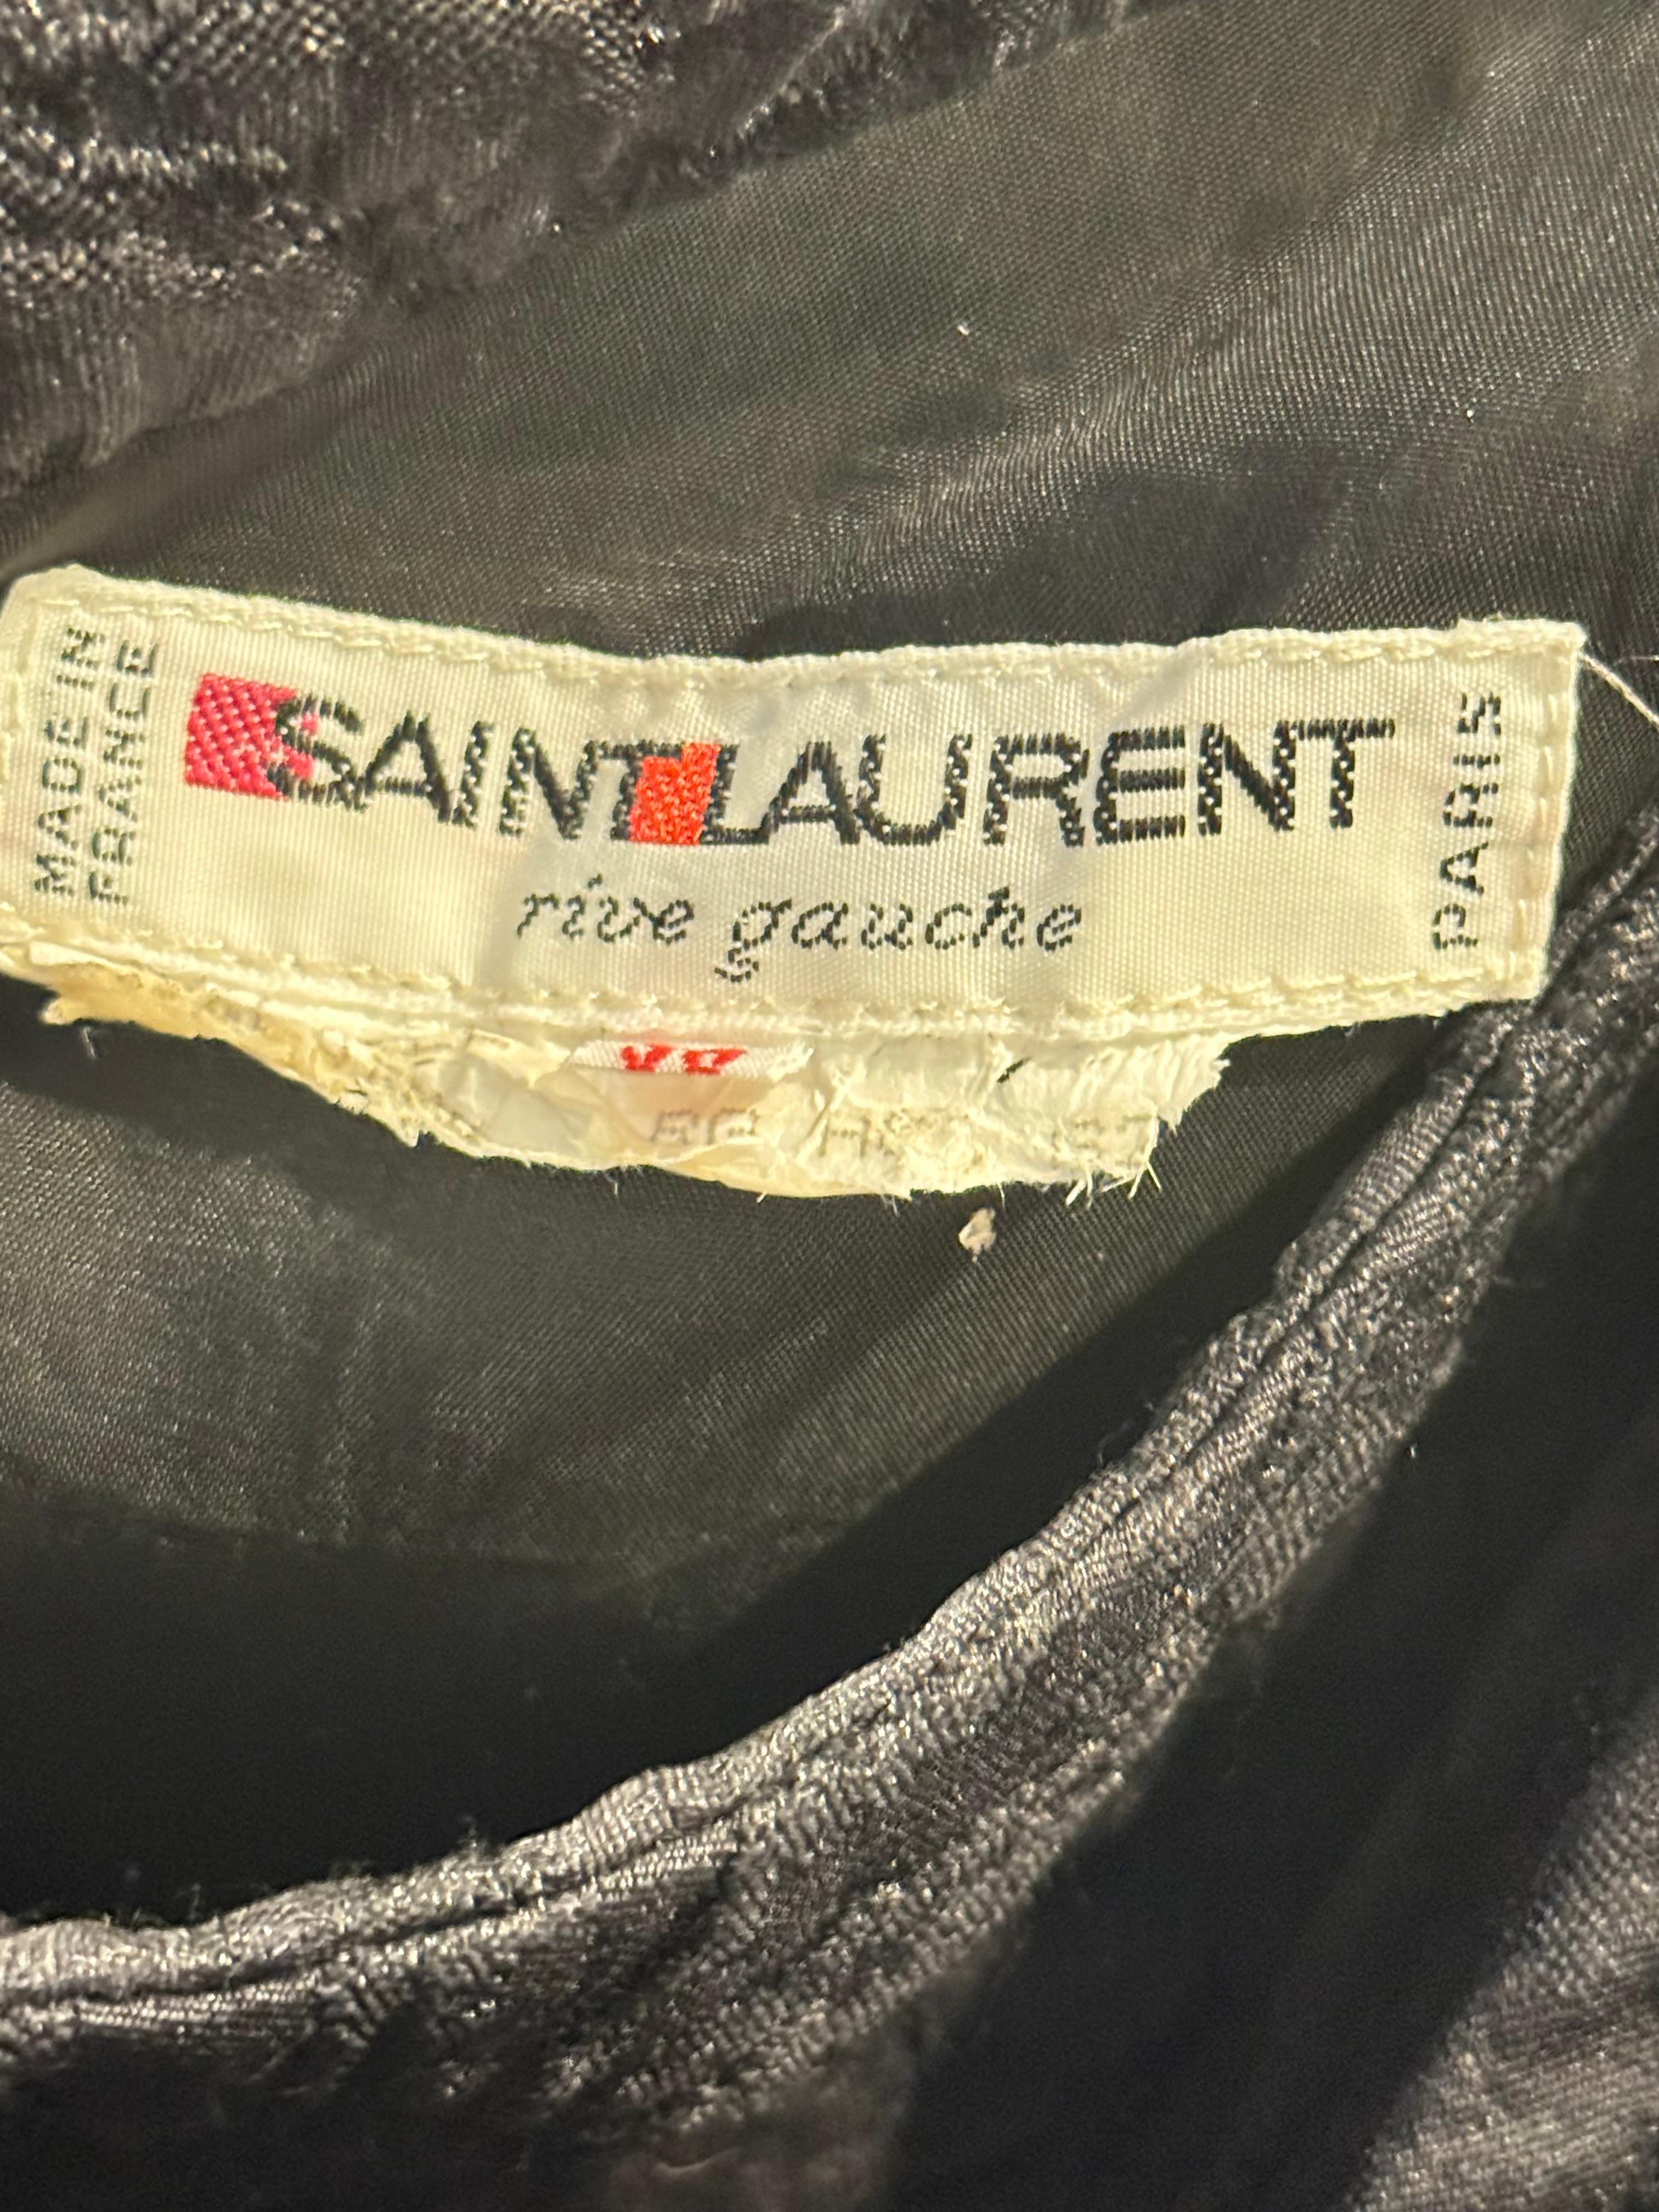 MADE IN
FRANCE
SAINT LAURENT
rive gauche
PARIS